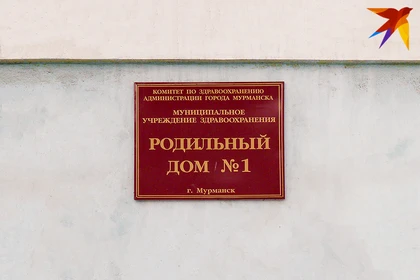 КОМИТЕТ ПО ЗДРАВООХРАНЕНИЮ
АДМИНИСТРАЦИИ ГОРОДА МУРМАНСКА
МУНИЦИПАЛЬНОЕ
УЧРЕЖДЕНИЕ ЗДРАВООХРАНЕНИЯ
РОДИЛЬНЫЙ
ДОМ №1
г. Мурманск